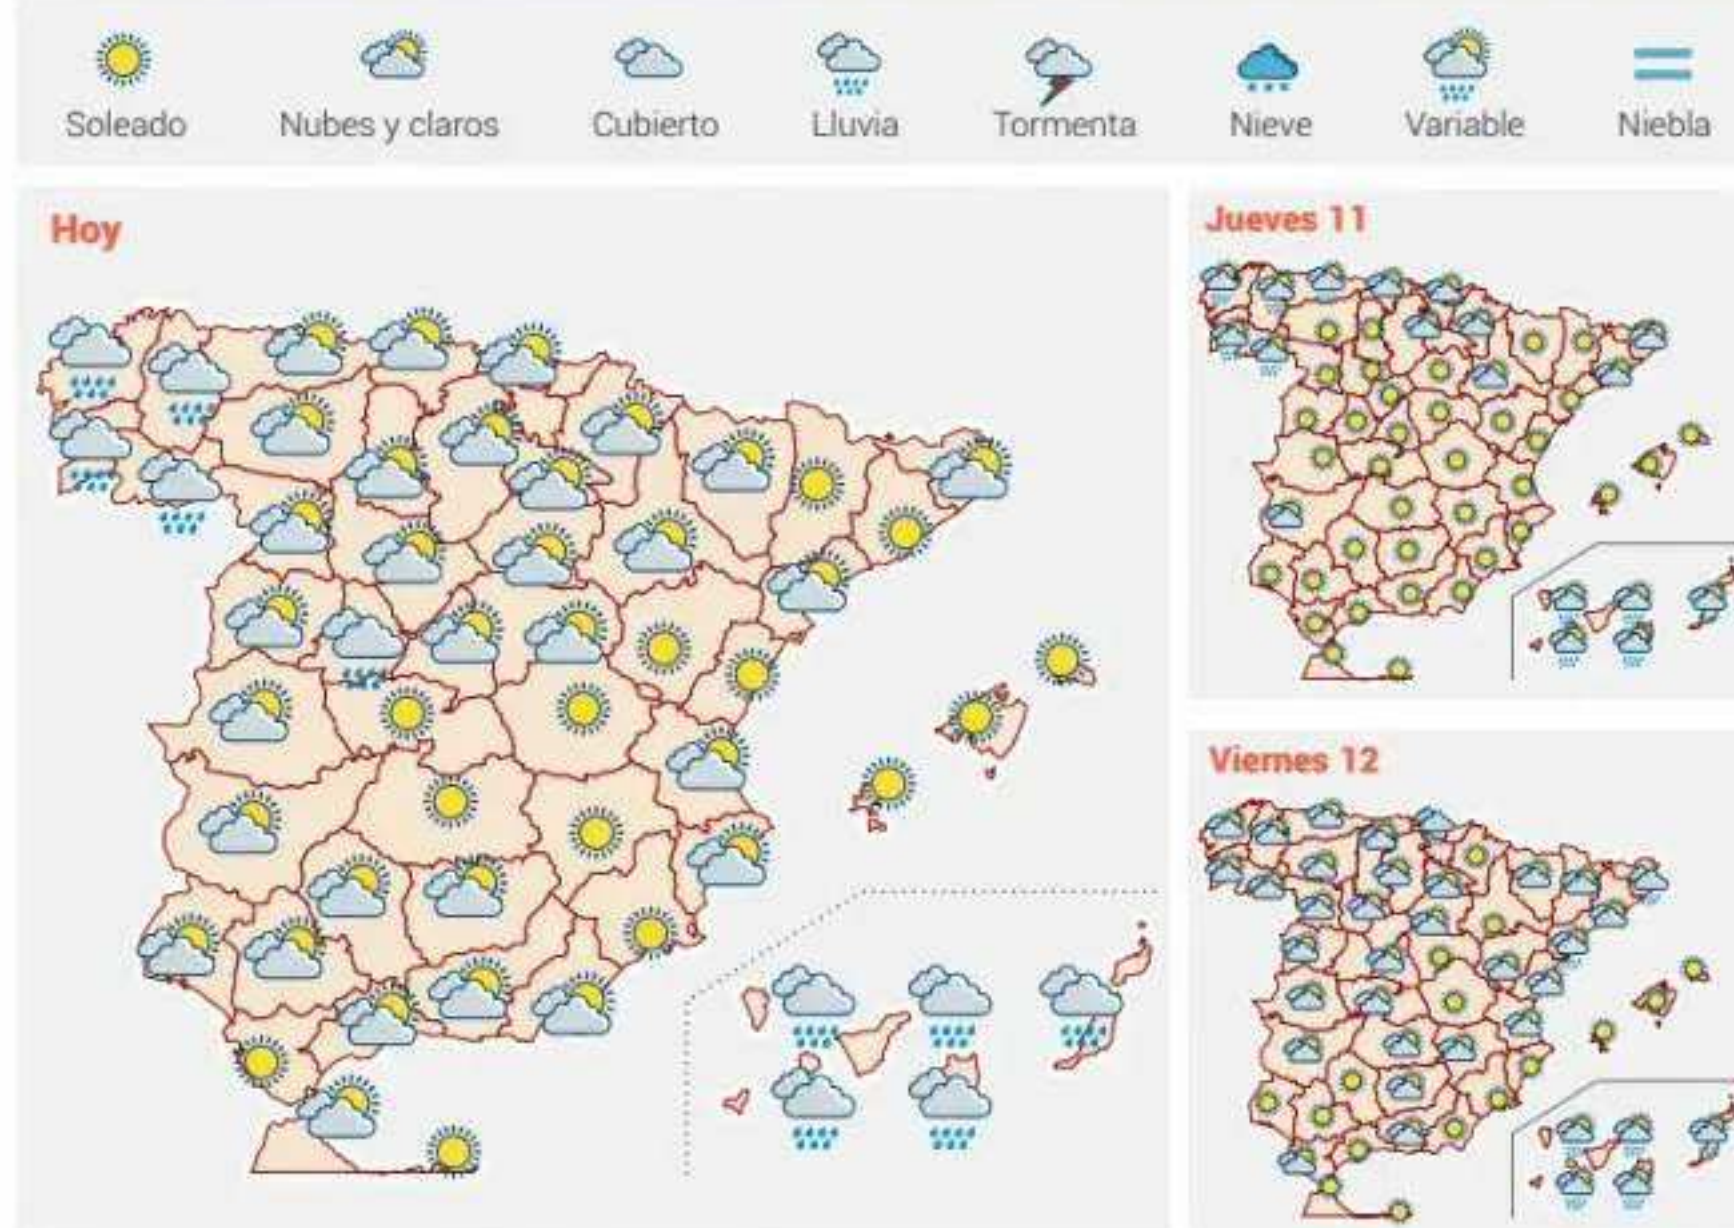 Soleado Nubes y claros Cubierto Lluvia Tormenta Nieve Variable Niebla
Hoy
Jueves 11
Viernes 12